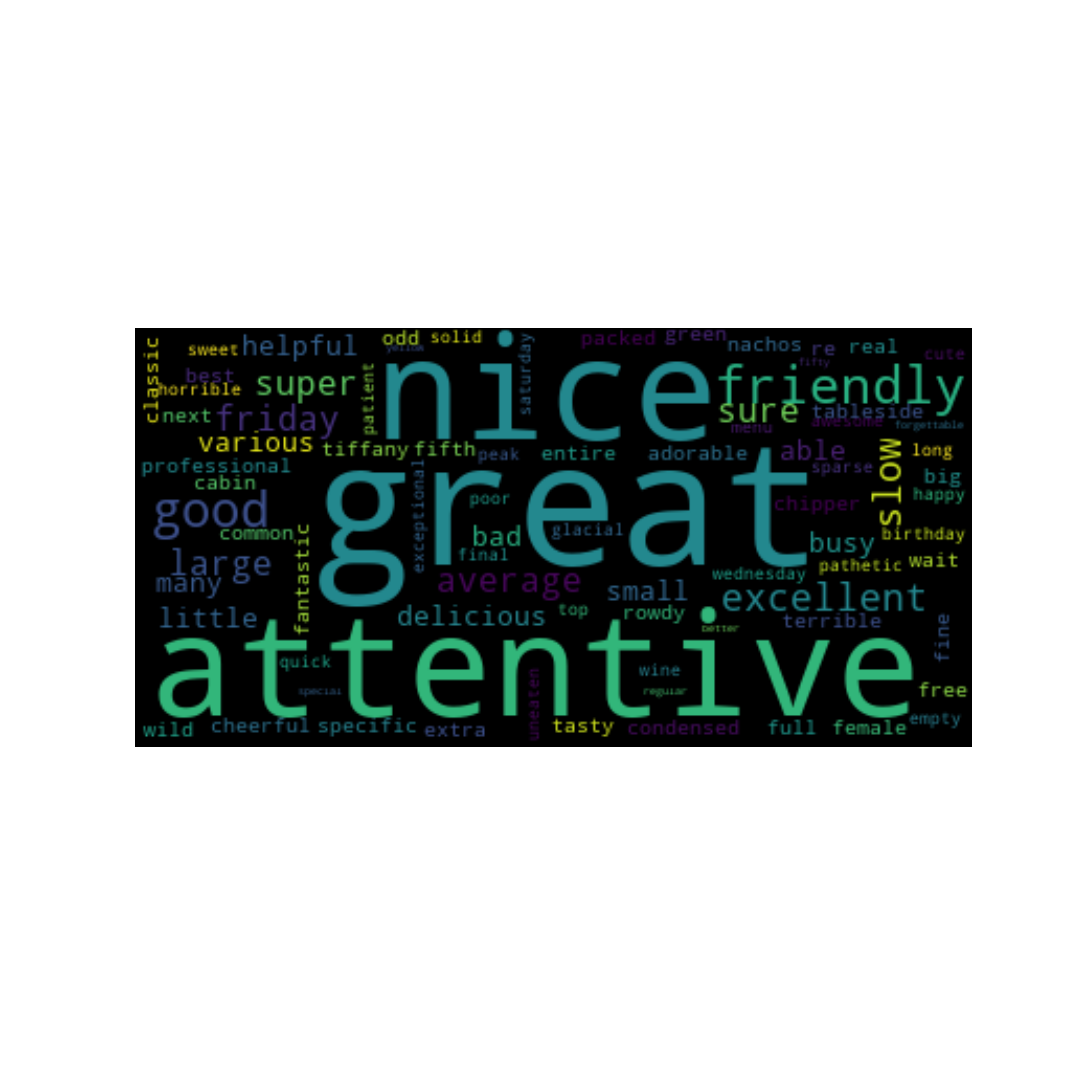 classic
sweet
helpful
odd
solid
yellow
saturday
packed
green
nachos
re
real
cute
best
horrible
super
patient
nice
fifty
friendly
next
friday
sure
tableside
menu
awesome
forgettable
various
tiffany
fifth
peak
entire
adorable
able
slow
long
professional
cabin
exceptional
great
sparse
big
happy
good
poor
chipper
common
bad
glacial
busy
birthday
large
fantastic
final
pathetic
wait
many
average
small
wednesday
excellent
little
delicious
top
rowdy
better
terrible
fine
attentive
quick
special
uneaten
wine
regular
free
wild
cheerful
specific
extra
tasty
condensed
full
female
empty